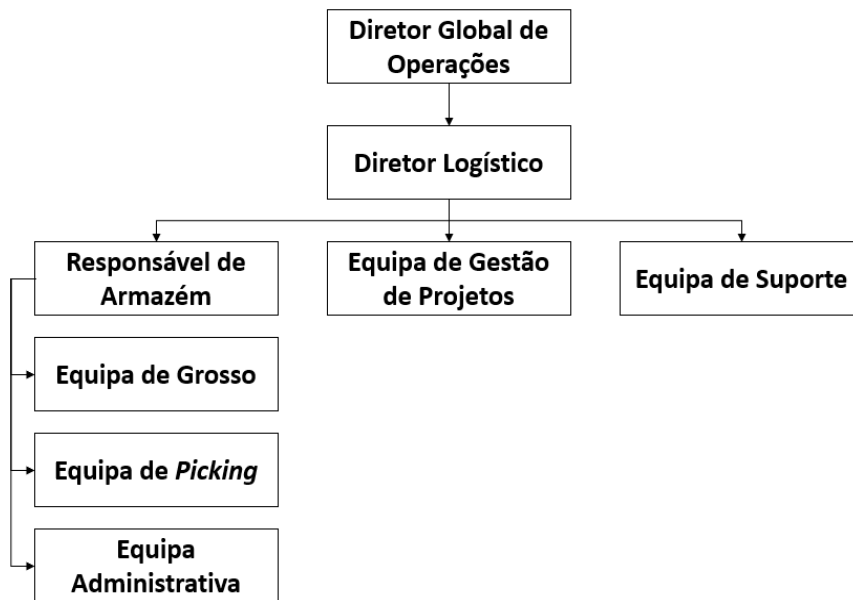 Diretor Global de
Operações
Diretor Logístico
Responsável de
Armazém
Equipa de Gestão
de Projetos
Equipa de Suporte
Equipa de Grosso
Equipa de Picking
Equipa
Administrativa